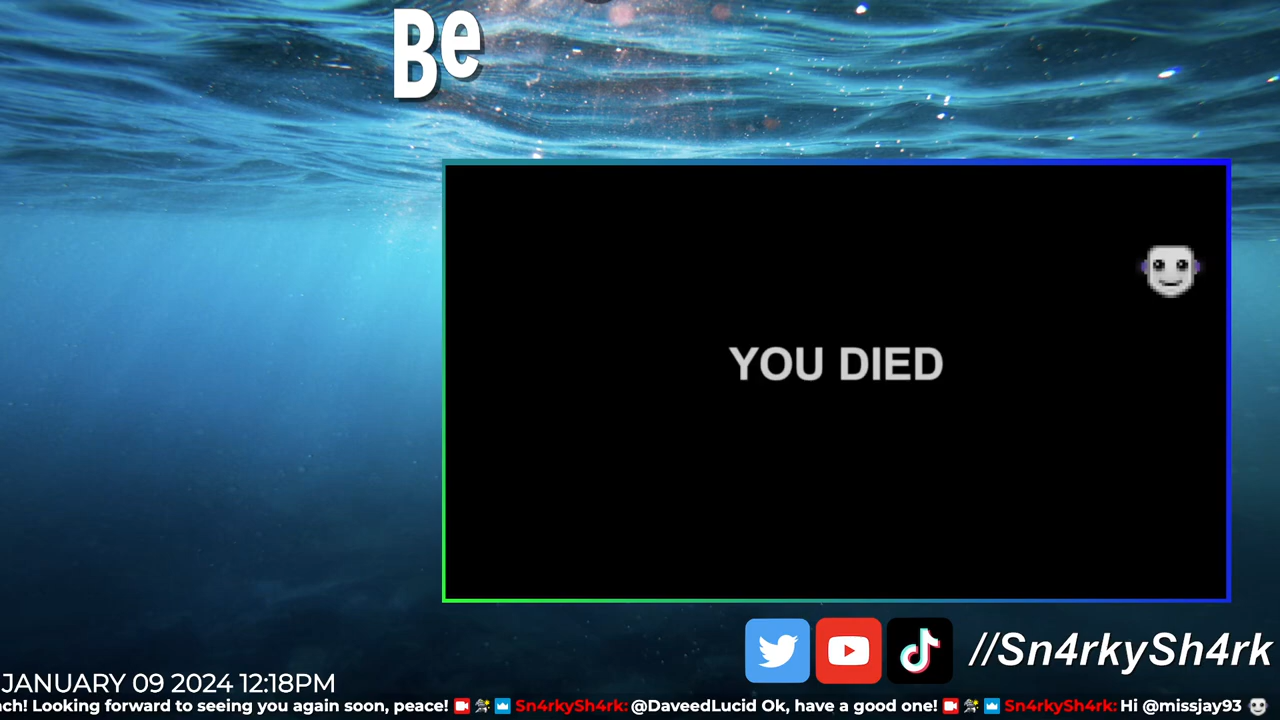 Be
YOU DIED
//Sn4rkySh4rk
JANUARY 09 2024 12:18PM
ch! Looking forward to seeing you again soon, peace! Sn4rkySh4rk: @DaveedLucid Ok, have a good one! Sn4rkySh4rk: Hi @missjay93